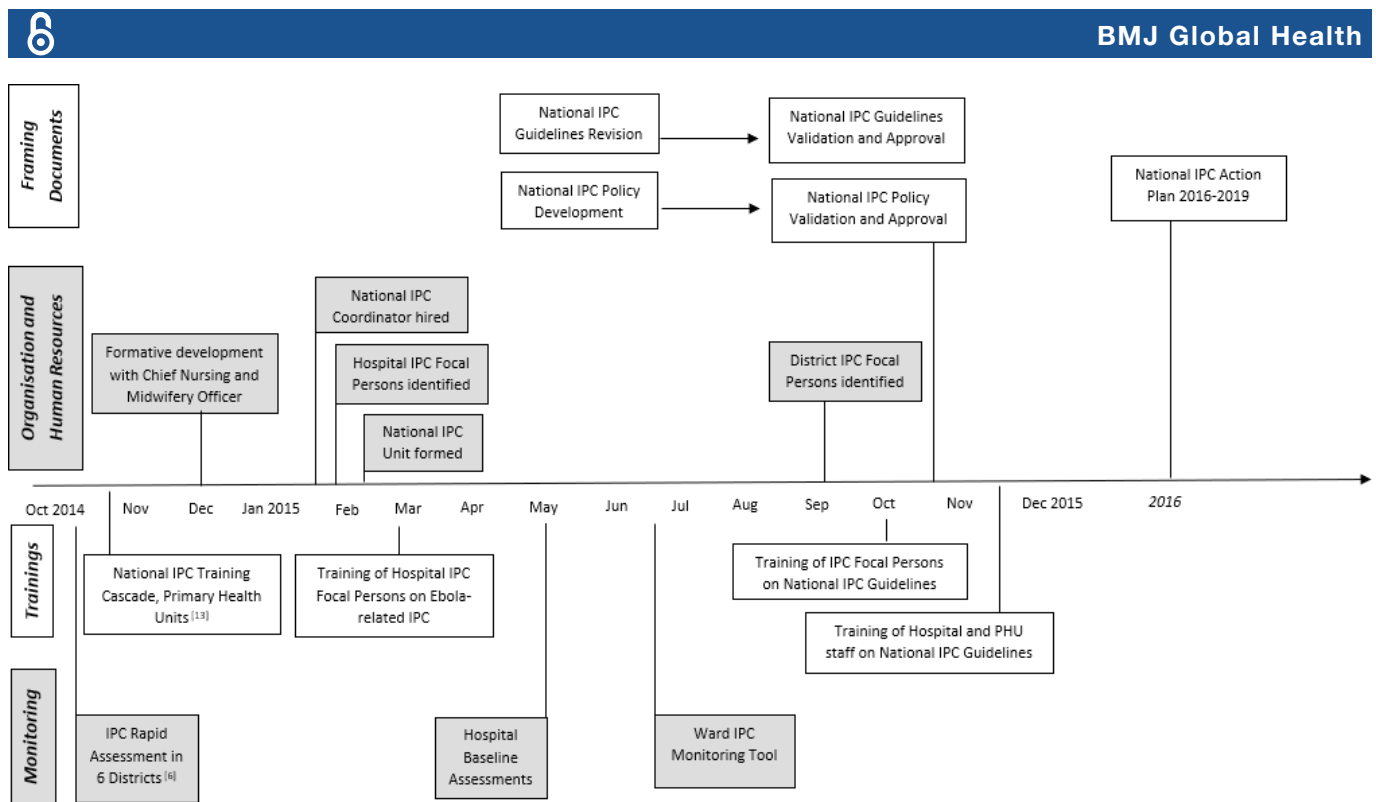 BMJ Global Health
Framing
Documents
National IPC
Guidelines Revision
National IPC Guidelines
Validation and Approval
National IPC Policy
Development
National IPC Policy
Validation and Approval
National IPC Action
Plan 2016-2019
Organisation and
Human Resources
Formative development
with Chief Nursing and
Midwifery Officer
National IPC
Coordinator hired
Hospital IPC Focal
Persons identified
National IPC
Unit formed
District IPC Focal
Persons identified
Oct 2014 Nov Dec Jan 2015 Feb Mar Apr May Jun Jul Aug Sep Oct Nov Dec 2015 2016
Trainings
National IPC Training
Cascade, Primary Health
Units [13]
Training of Hospital IPC
Focal Persons on Ebola-
related IPC
Training of IPC Focal Persons
on National IPC Guidelines
Training of Hospital and PHU
staff on National IPC Guidelines
Monitoring
IPC Rapid
Assessment in
6 Districts [6]
Hospital
Baseline
Assessments
Ward IPC
Monitoring Tool